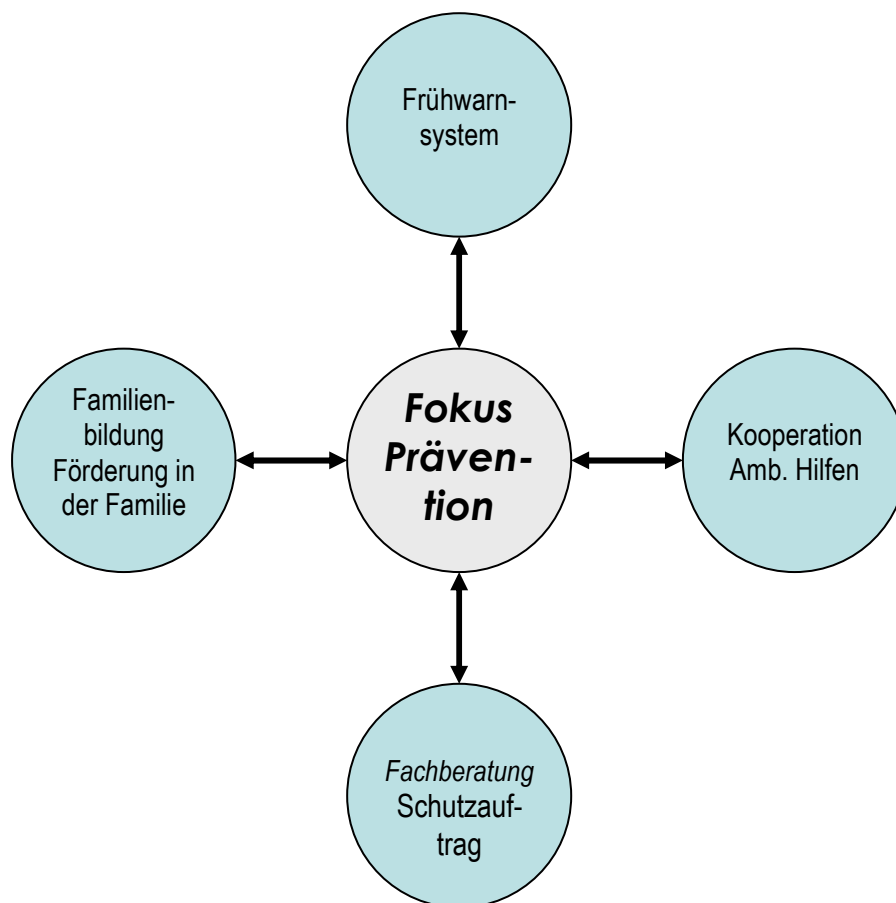 Frühwarn-
system
Familien-
bildung
Förderung in
der Familie
Fokus
Präven-
tion
Kooperation
Amb. Hilfen
Fachberatung
Schutzauf-
trag